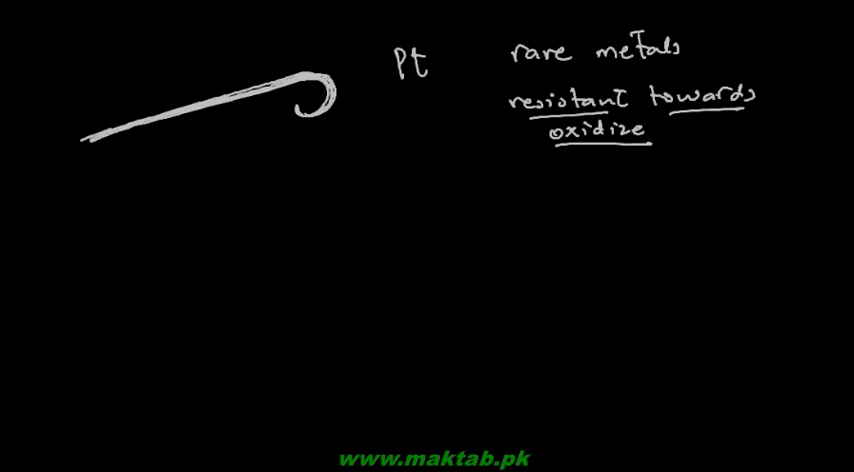 Pt rare metals
resistant towards
oxidize
www.maktab.pk